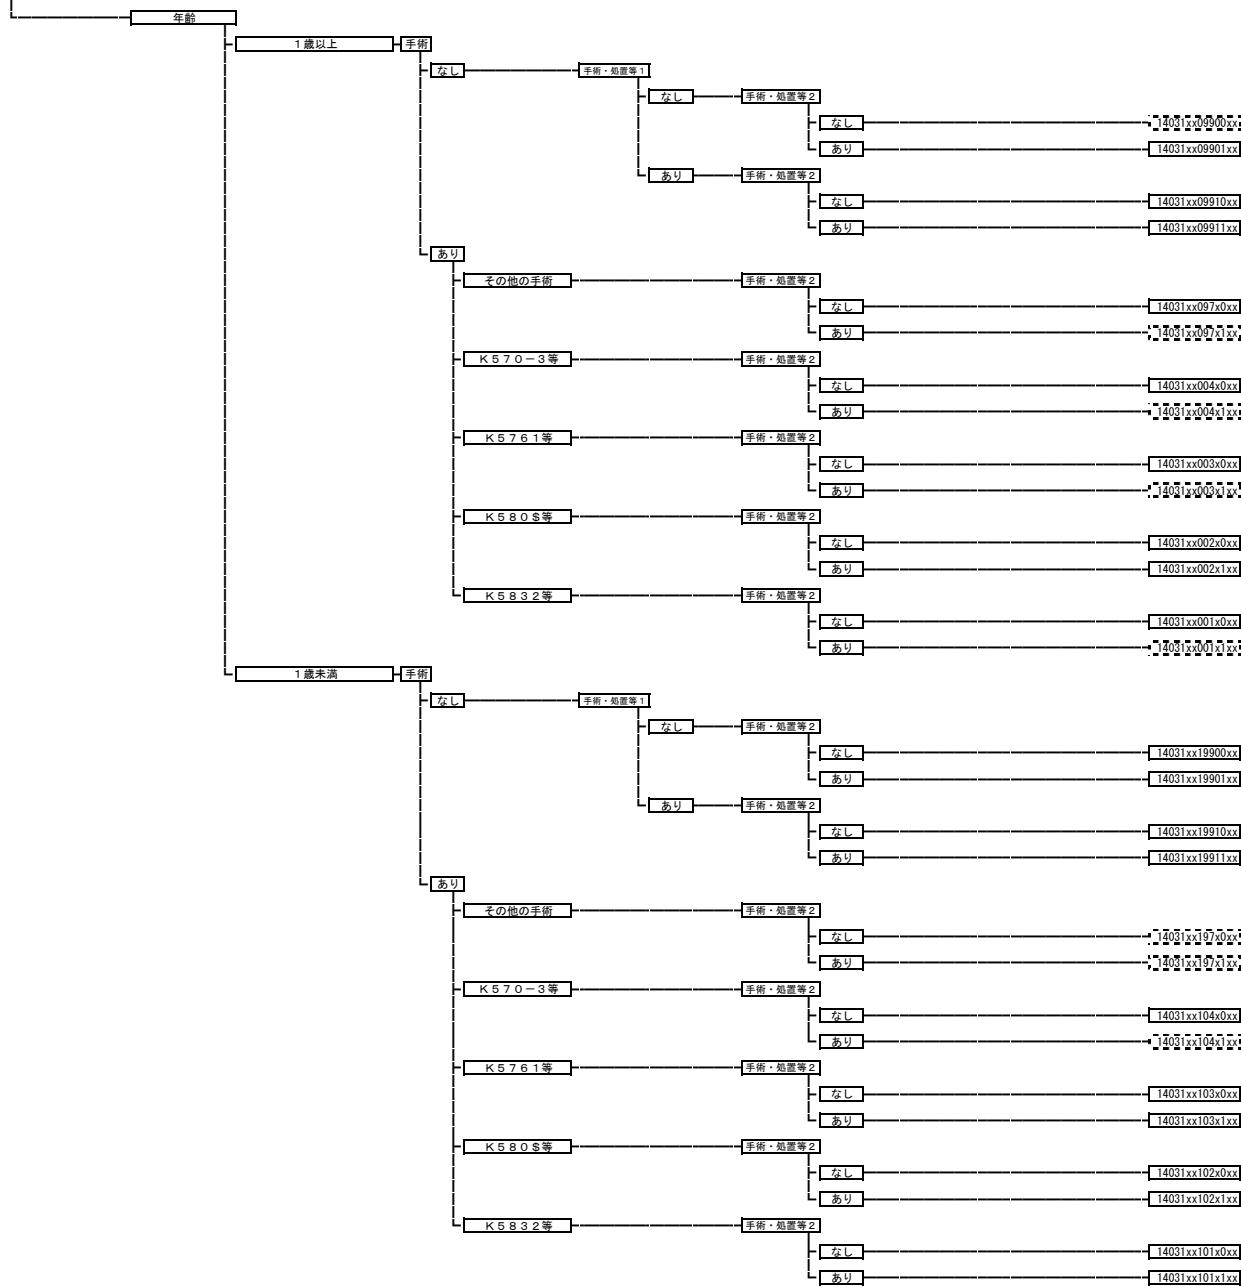 年齢
１歳以上 手術
なし 手術・処置等１
なし 手術・処置等２
なし 14031xx09900xx
あり 14031xx09901xx
あり 手術・処置等２
なし 14031xx09910xx
あり 14031xx09911xx
あり
その他の手術 手術・処置等２
なし 14031xx097x0xx
あり 14031xx097x1xx
Ｋ５７０－３等 手術・処置等２
なし 14031xx004x0xx
あり 14031xx004x1xx
Ｋ５７６１等 手術・処置等２
なし 14031xx003x0xx
あり 14031xx003x1xx
Ｋ５８０＄等 手術・処置等２
なし 14031xx002x0xx
あり 14031xx002x1xx
Ｋ５８３２等 手術・処置等２
なし 14031xx001x0xx
あり 14031xx001x1xx
１歳未満 手術
なし 手術・処置等１
なし 手術・処置等２
なし 14031xx19900xx
あり 14031xx19901xx
あり 手術・処置等２
なし 14031xx19910xx
あり 14031xx19911xx
あり
その他の手術 手術・処置等２
なし 14031xx197x0xx
あり 14031xx197x1xx
Ｋ５７０－３等 手術・処置等２
なし 14031xx104x0xx
あり 14031xx104x1xx
Ｋ５７６１等 手術・処置等２
なし 14031xx103x0xx
あり 14031xx103x1xx
Ｋ５８０＄等 手術・処置等２
なし 14031xx102x0xx
あり 14031xx102x1xx
Ｋ５８３２等 手術・処置等２
なし 14031xx101x0xx
あり 14031xx101x1xx